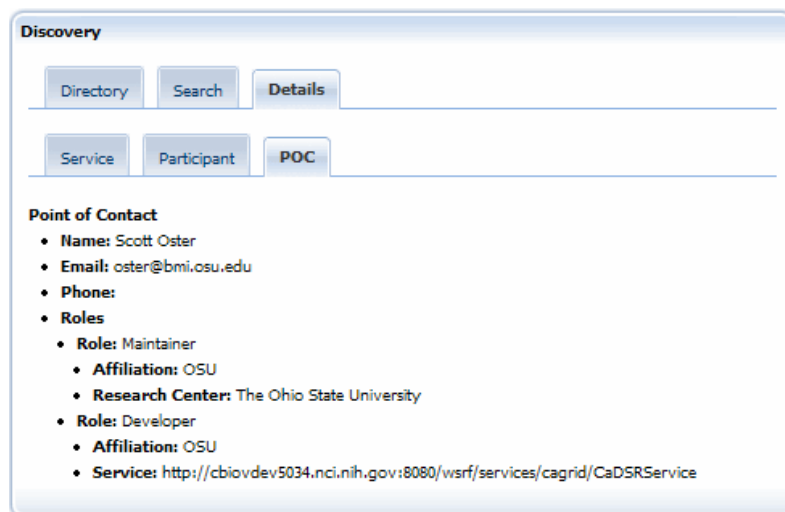 Discovery
Directory Search Details
Service Participant POC
Point of Contact
Name: Scott Oster
Email: oster@bmi.osu.edu
Phone:
Roles
Role: Maintainer
Affiliation: OSU
Research Center: The Ohio State University
Role: Developer
Affiliation: OSU
Service: http://cbiovdev5034.nci.nih.gov:8080/wsrf/services/cagrid/CaDSRService